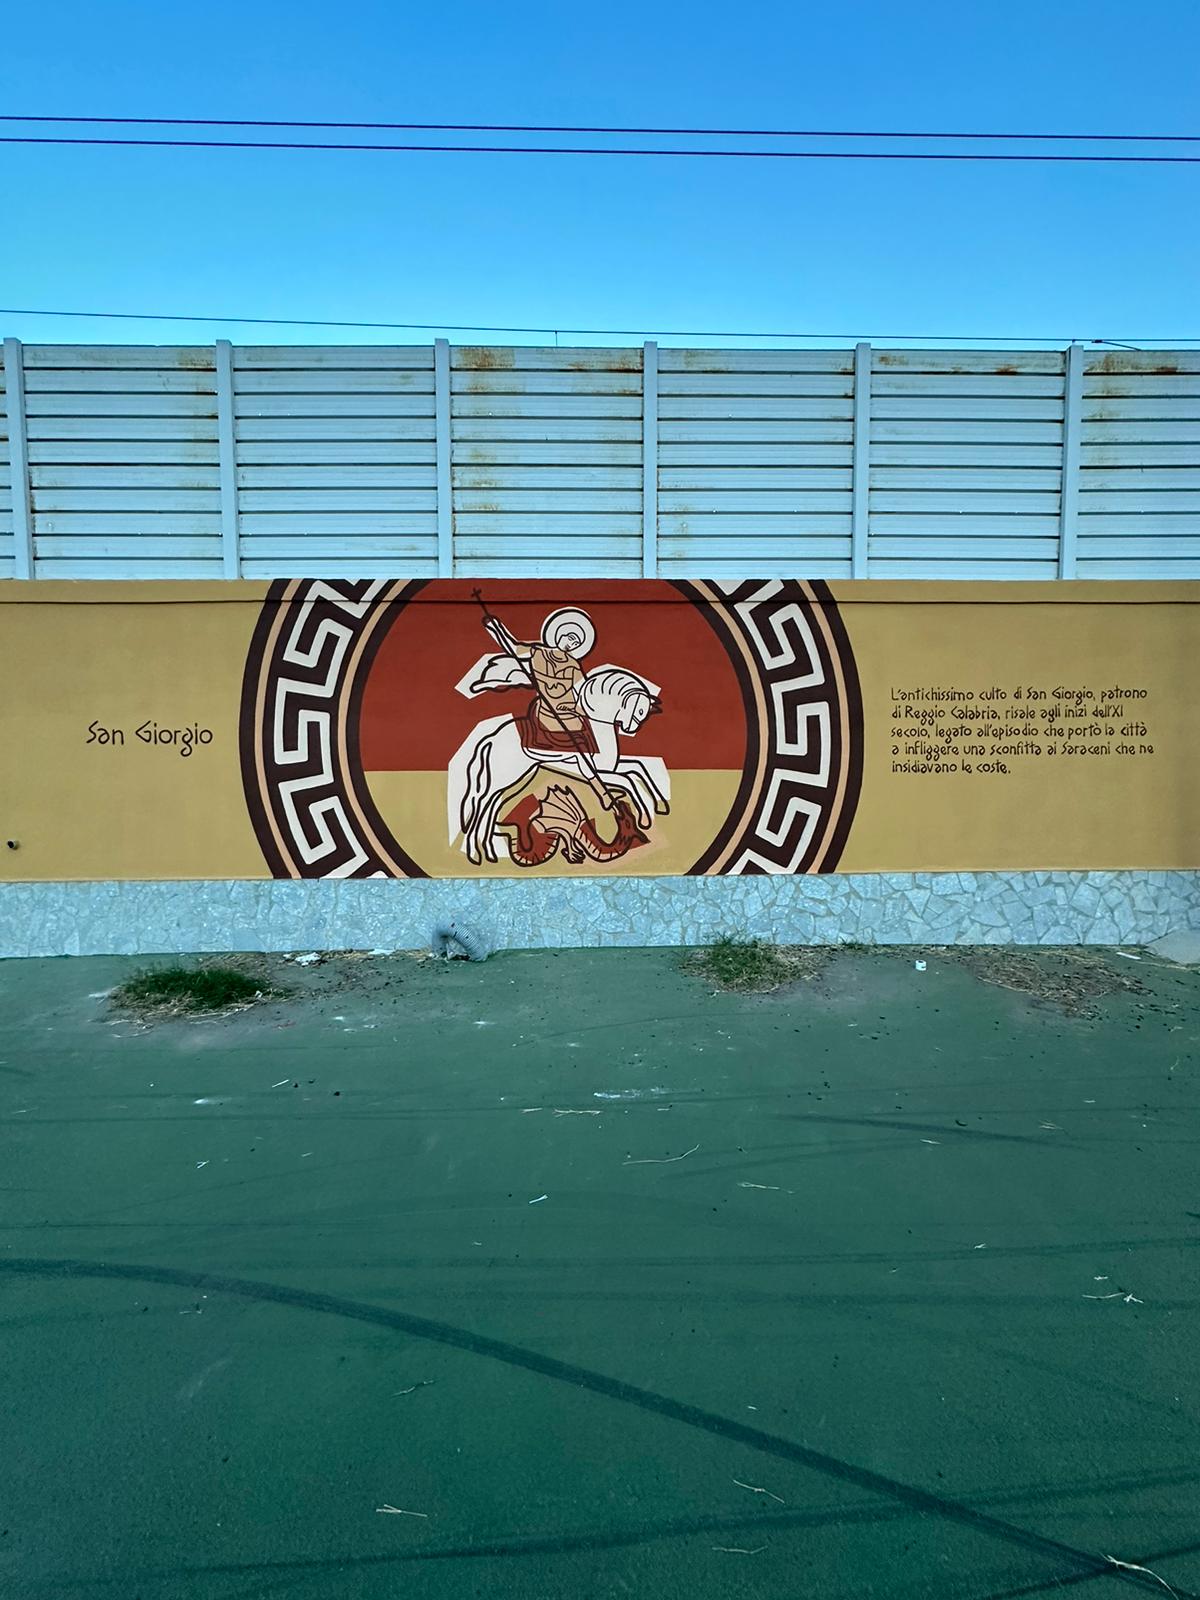 San Giorgio
L'antichissimo culto di San Giorgio, patrono
di Reggio Calabria, risale agli inizi dell'XI
secolo, legato all'episodio che portò la città
a infliggere una sconfitta ai Saraceni che ne
insidiavano le coste.